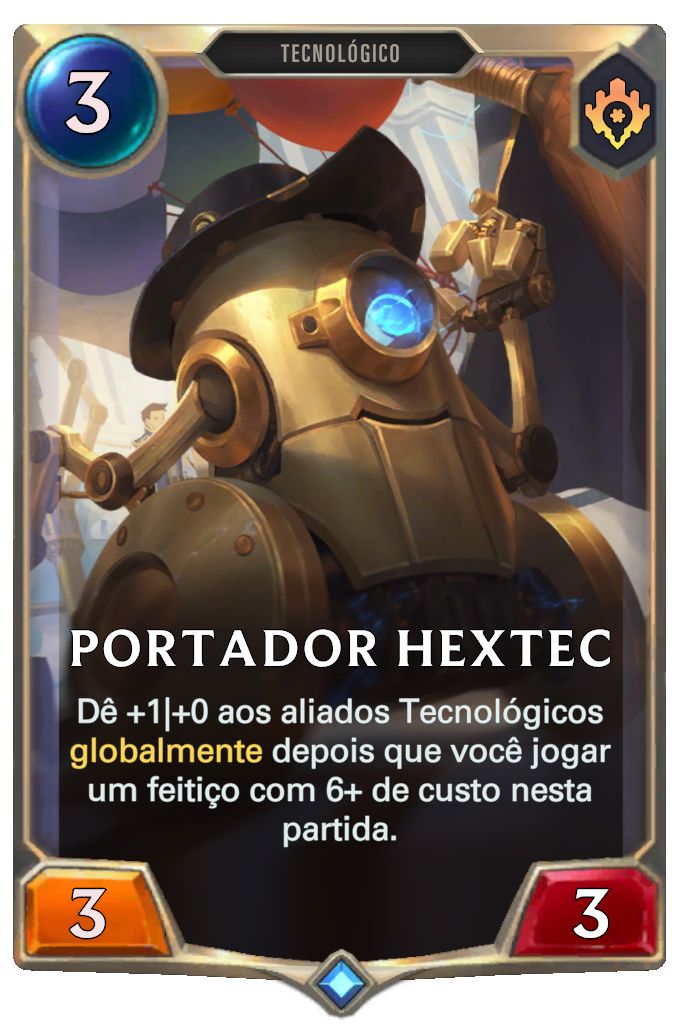 TECNOLÓGICO
3
PORTADOR HEXTEC
Dê +1|+0 aos aliados Tecnológicos
globalmente depois que você jogar
um feitiço com 6+ de custo nesta
partida.
3
3